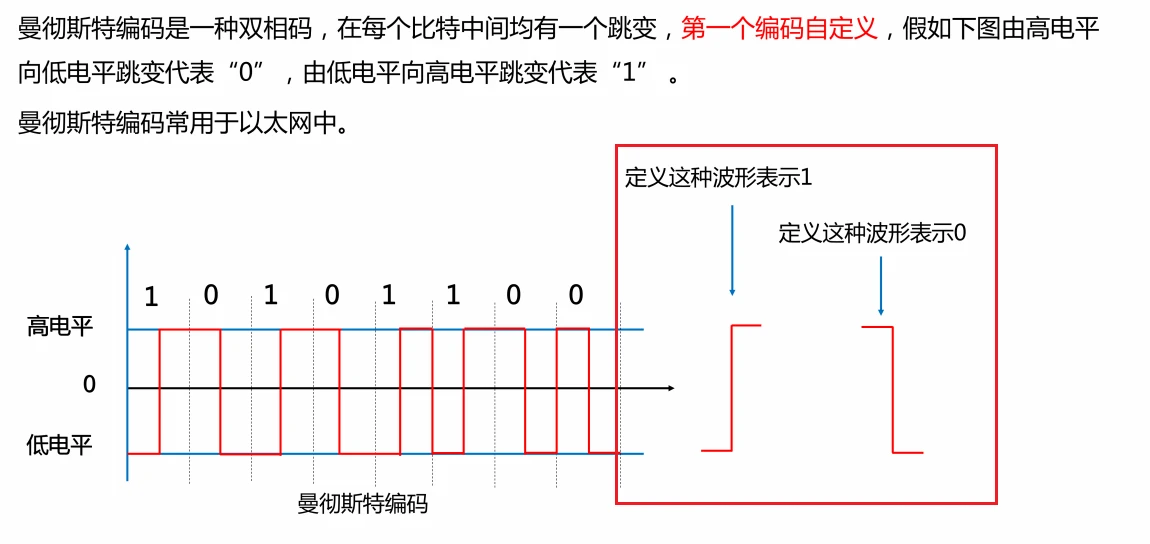 曼彻斯特编码是一种双相码，在每个比特中间均有一个跳变，第一个编码自定义，假如下图由高电平
向低电平跳变代表“0”，由低电平向高电平跳变代表“1” 。
曼彻斯特编码常用于以太网中。
定义这种波形表示1
定义这种波形表示0
1 0 1 0 1 1 0 0
高电平
0
低电平
曼彻斯特编码